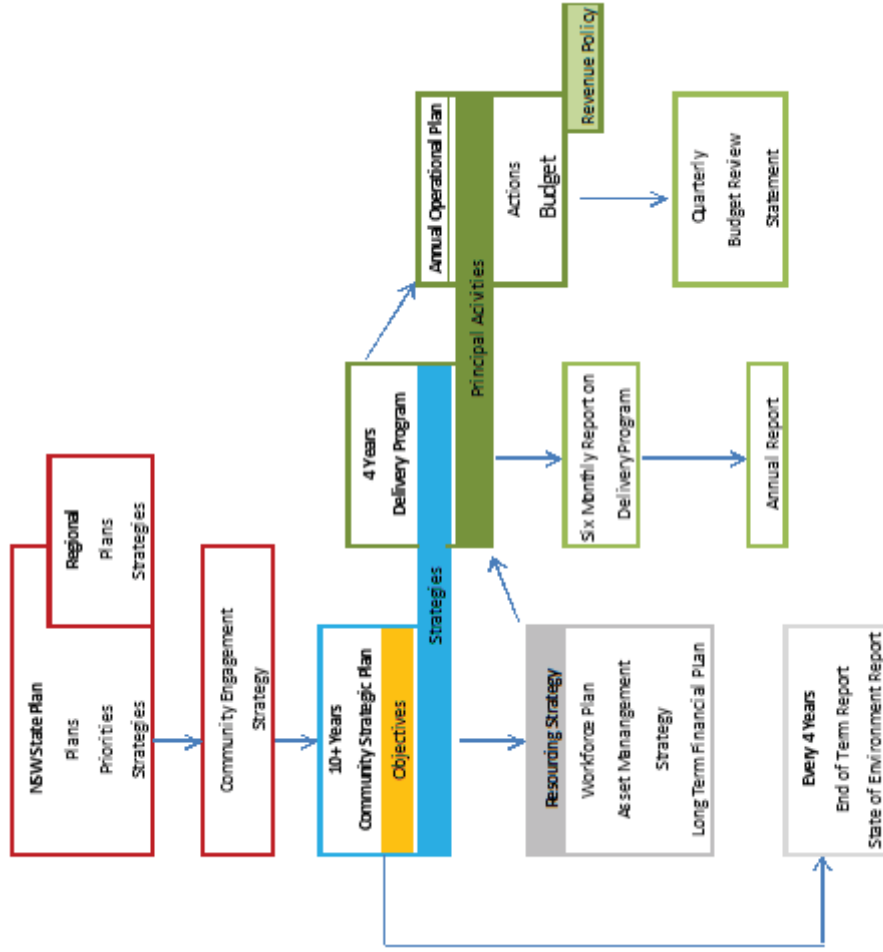 NSW State Plan
Plans
Priorities
Strategies
Regional
Plans
Strategies
Community Engagement
Strategy
10+ Years
Community Strategic Plan
Objectives
Strategies
4 Years
Delivery Program
Principal Acivities
Annual Operational Plan
Actions
Budget
Revenue Policy
Resourcing Strategy
Workforce Plan
Asset Manangement
Strategy
Long Term Financial PLan
Six Monthly Report on
Delivery Program
Annual Report
Quarterly
Budget Review
Statement
Every 4 Years
End of Term Report
State of Environment Report